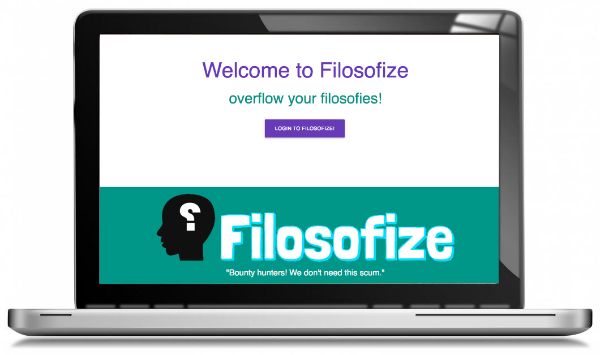 Welcome to Filosofize
overflow your filosofies!
LOGIN TO FILOSOFIZE!
?
Filosofize
"Bounty hunters! We don't need this scum."